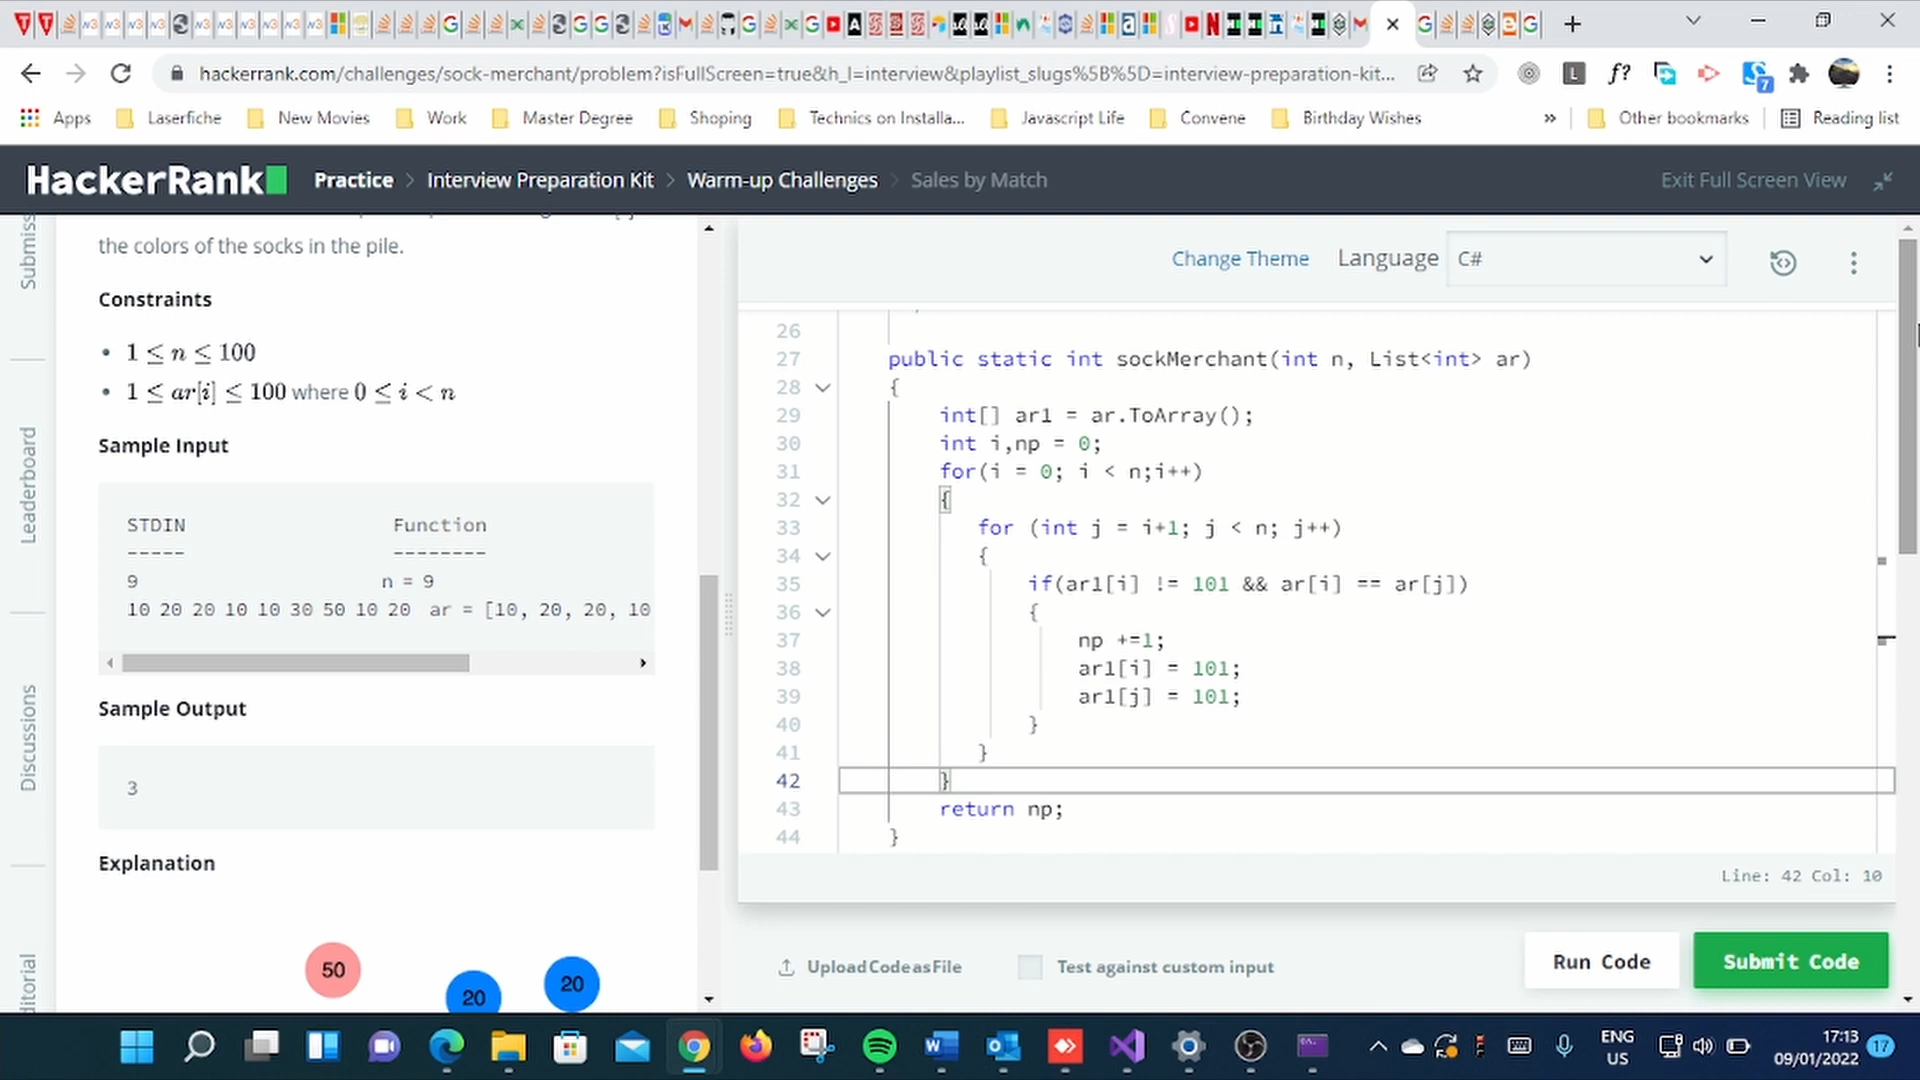 hackerrank.com/challenges/sock-merchant/problem?isFullScreen=true&h_l=interview&playlist_slugs%5B%5D=interview-preparation-kit...
L
f?
7
Apps
Laserfiche
New Movies
Work
Master Degree
Shoping
Technics on Installa...
Javascript Life
Convene
Birthday Wishes
»
Other bookmarks
Reading list
HackerRank
Practice > Interview Preparation Kit > Warm-up Challenges > Sales by Match
Exit Full Screen View
Submiss
Leaderboard
Discussions
itorial
the colors of the socks in the pile.
Constraints
• 1 ≤ n ≤ 100
• 1 ≤ ar[i] ≤ 100 where 0 ≤ i < n
Sample Input
STDIN Function
----- --------
9 n = 9
10 20 20 10 10 30 50 10 20 ar = [10, 20, 20, 10
Sample Output
3
Explanation
50
20
20
Change Theme
Language
C#
26
27 public static int sockMerchant(int n, List<int> ar)
28 {
29 int[] ar1 = ar.ToArray();
30 int i,np = 0;
31 for(i = 0; i < n;i++)
32 {
33 for (int j = i+1; j < n; j++)
34 {
35 if(ar1[i] != 101 && ar[i] == ar[j])
36 {
37 np +=1;
38 ar1[i] = 101;
39 ar1[j] = 101;
40 }
41 }
42 }
43 return np;
44 }
Line: 42 Col: 10
Upload Code as File
Test against custom input
Run Code
Submit Code
ENG
US
17:13
09/01/2022
17